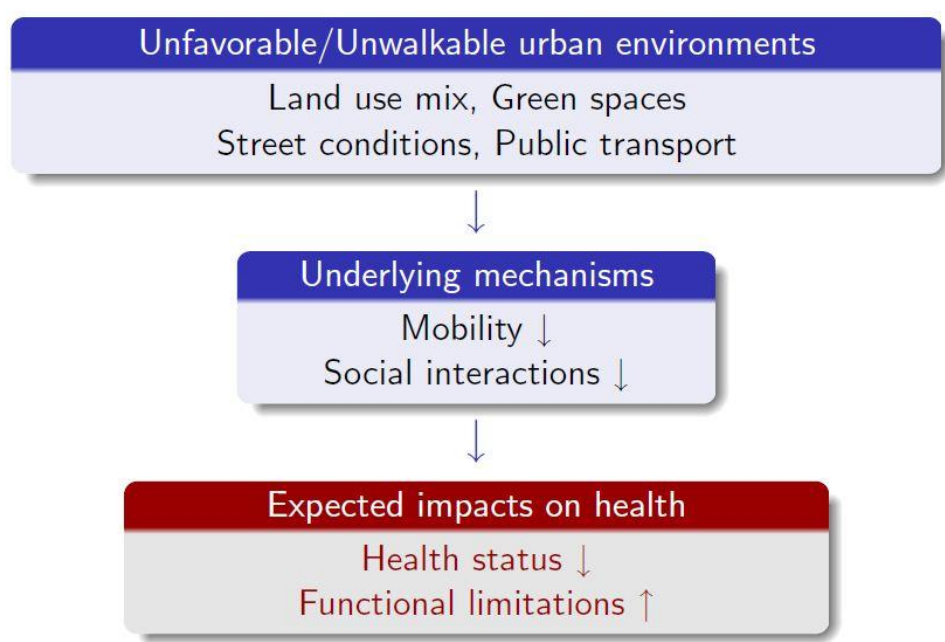 Unfavorable/Unwalkable urban environments
Land use mix, Green spaces
Street conditions, Public transport
↓
Underlying mechanisms
Mobility ↓
Social interactions ↓
↓
Expected impacts on health
Health status ↓
Functional limitations ↑